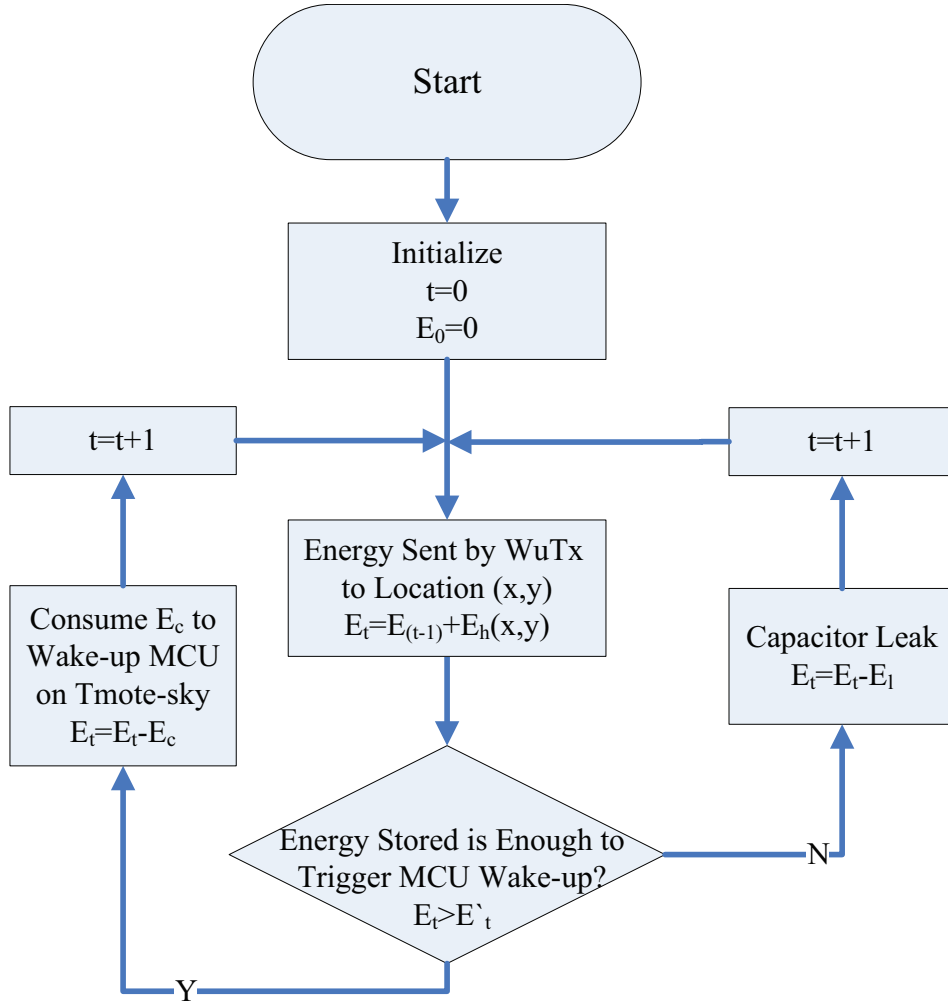 Start
Initialize
t=0
E₀=0
t=t+1
t=t+1
Energy Sent by WuTx
to Location (x,y)
Eₜ=E₍ₜ₋₁₎+Eₕ(x,y)
Consume E_c to
Wake-up MCU
on Tmote-sky
Eₜ=Eₜ-E_c
Capacitor Leak
Eₜ=Eₜ-Eₗ
Energy Stored is Enough to
Trigger MCU Wake-up?
Eₜ>E`ₜ
N
Y